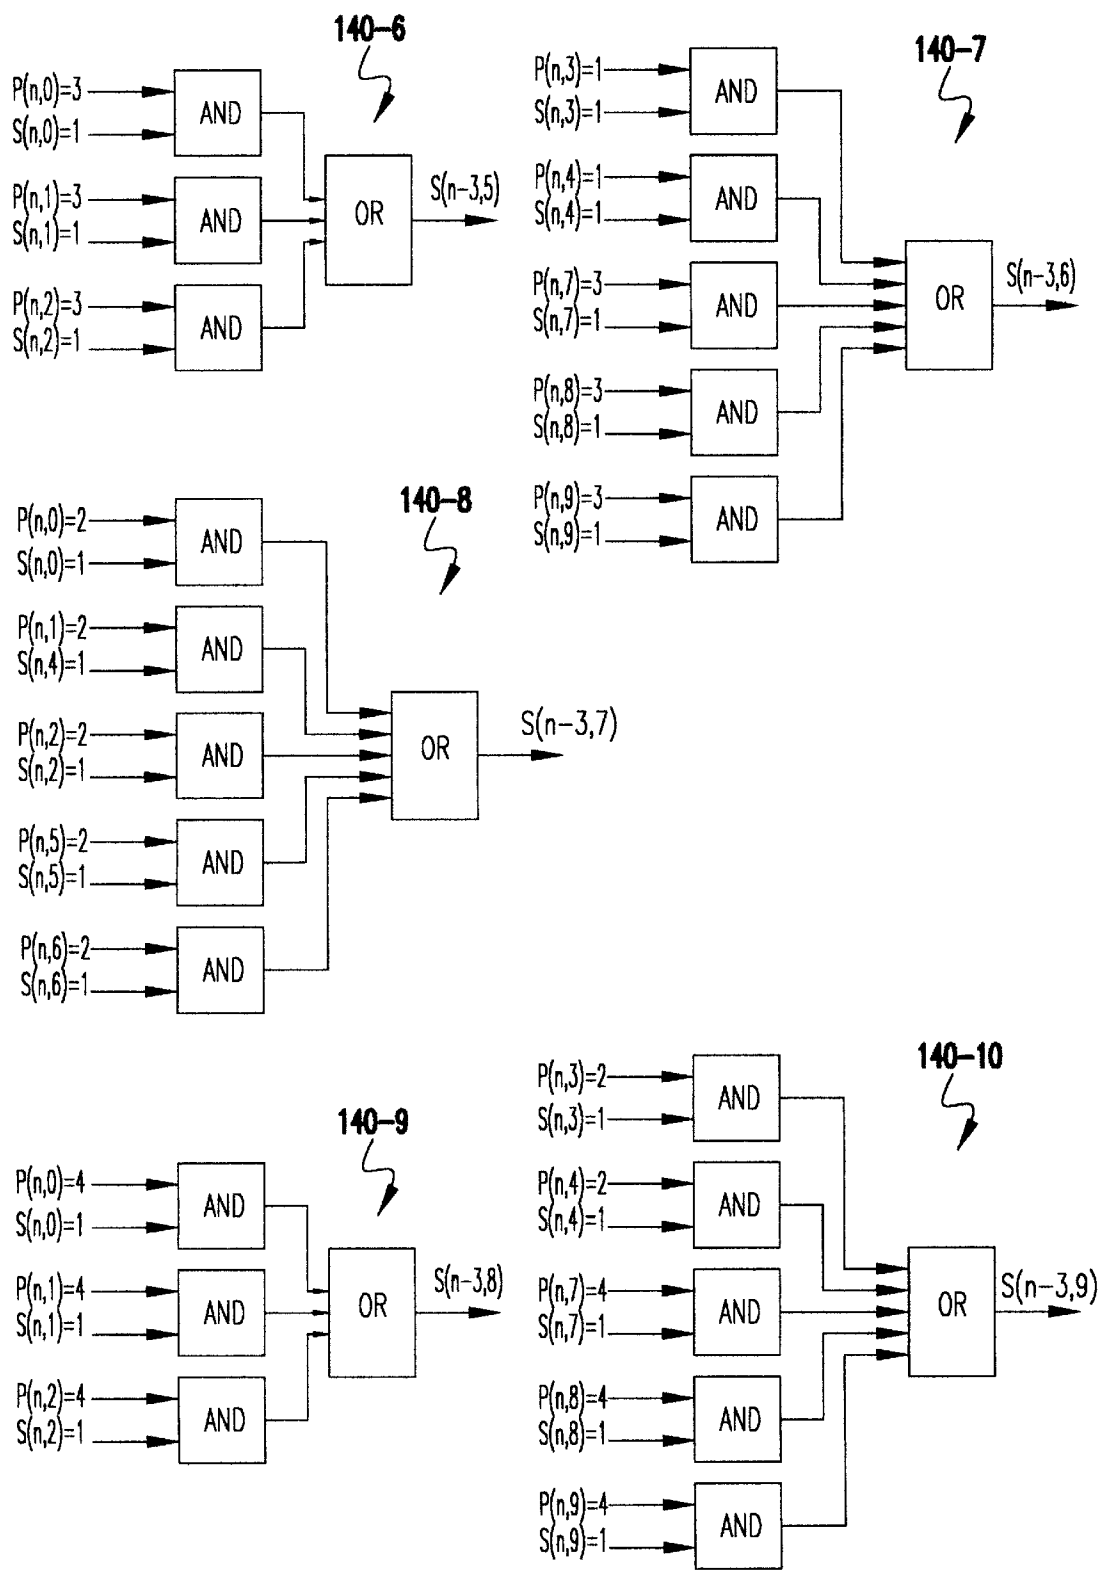 140-6
P(n,0)=3
S(n,0)=1
AND
P(n,1)=3
S(n,1)=1
AND
P(n,2)=3
S(n,2)=1
AND
OR
S(n-3,5)
140-7
P(n,3)=1
S(n,3)=1
AND
P(n,4)=1
S(n,4)=1
AND
P(n,7)=3
S(n,7)=1
AND
P(n,8)=3
S(n,8)=1
AND
P(n,9)=3
S(n,9)=1
AND
OR
S(n-3,6)
140-8
P(n,0)=2
S(n,0)=1
AND
P(n,1)=2
S(n,4)=1
AND
P(n,2)=2
S(n,2)=1
AND
P(n,5)=2
S(n,5)=1
AND
P(n,6)=2
S(n,6)=1
AND
OR
S(n-3,7)
140-9
P(n,0)=4
S(n,0)=1
AND
P(n,1)=4
S(n,1)=1
AND
P(n,2)=4
S(n,2)=1
AND
OR
S(n-3,8)
140-10
P(n,3)=2
S(n,3)=1
AND
P(n,4)=2
S(n,4)=1
AND
P(n,7)=4
S(n,7)=1
AND
P(n,8)=4
S(n,8)=1
AND
P(n,9)=4
S(n,9)=1
AND
OR
S(n-3,9)